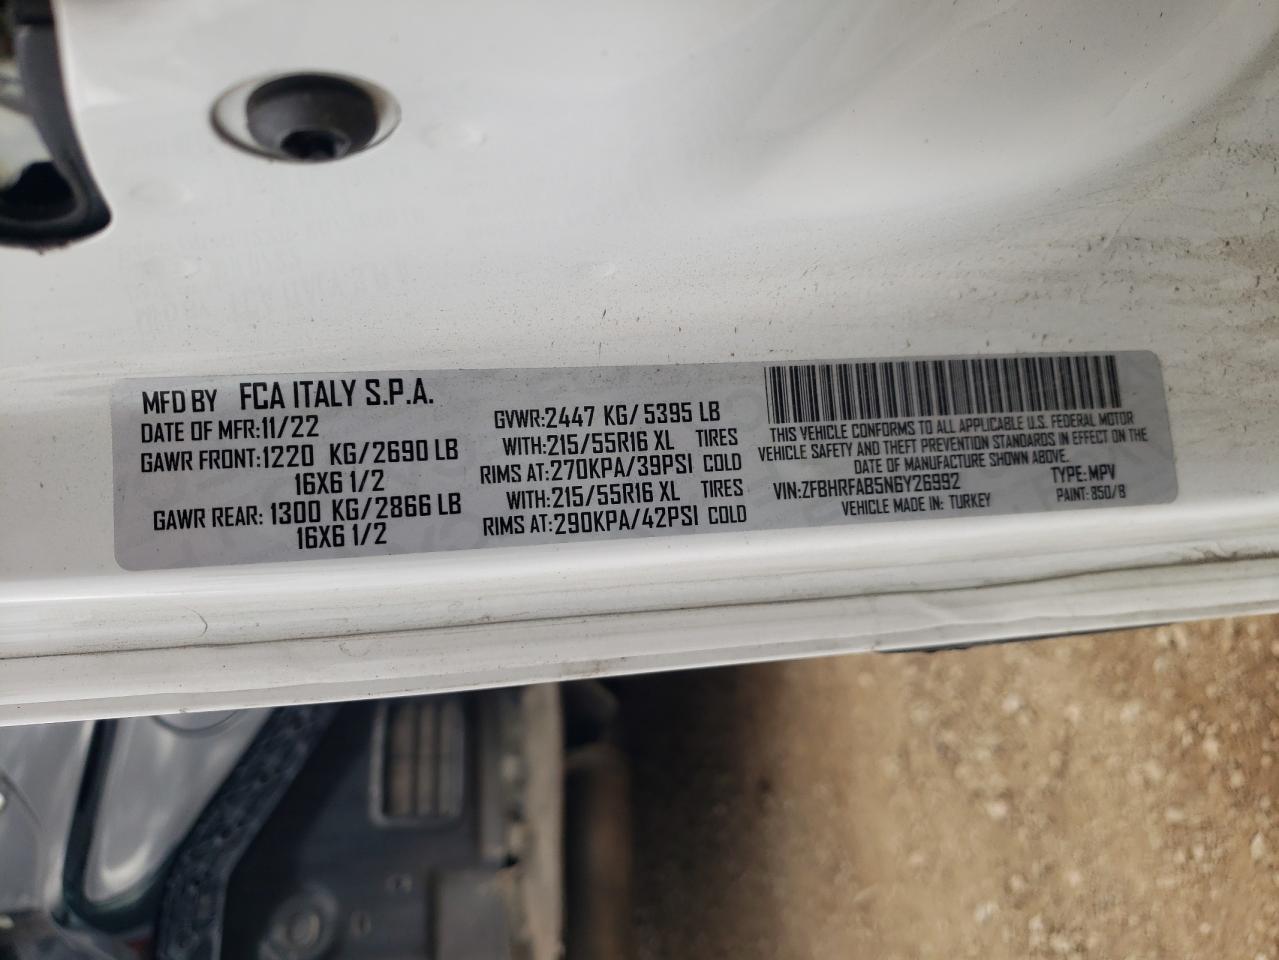 MFD BY FCA ITALY S.P.A.
DATE OF MFR:11/22
GAWR FRONT:1220 KG/2690 LB
16X6 1/2
GAWR REAR: 1300 KG/2866 LB
16X6 1/2
GVWR:2447 KG/5395 LB
WITH:215/55R16 XL TIRES
RIMS AT:270KPA/39PSI COLD
WITH:215/55R16 XL TIRES
RIMS AT:290KPA/42PSI COLD
THIS VEHICLE CONFORMS TO ALL APPLICABLE U.S. FEDERAL MOTOR
VEHICLE SAFETY AND THEFT PREVENTION STANDARDS IN EFFECT ON THE
DATE OF MANUFACTURE SHOWN ABOVE.
VIN:ZFBHRFAB5N6Y26992 TYPE:MPV
VEHICLE MADE IN: TURKEY PAINT: 850/B